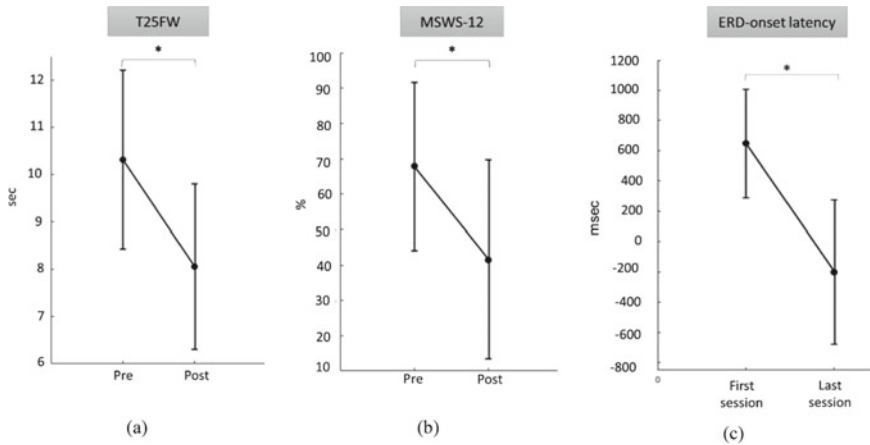 T25FW
*
sec
12
11
10
9
8
7
6
Pre Post
(a)
MSWS-12
*
%
100
90
80
70
60
50
40
30
20
10
Pre Post
(b)
ERD-onset latency
*
msec
1200
1000
800
600
400
200
0
-200
-400
-600
-800
0
First session
Last session
(c)